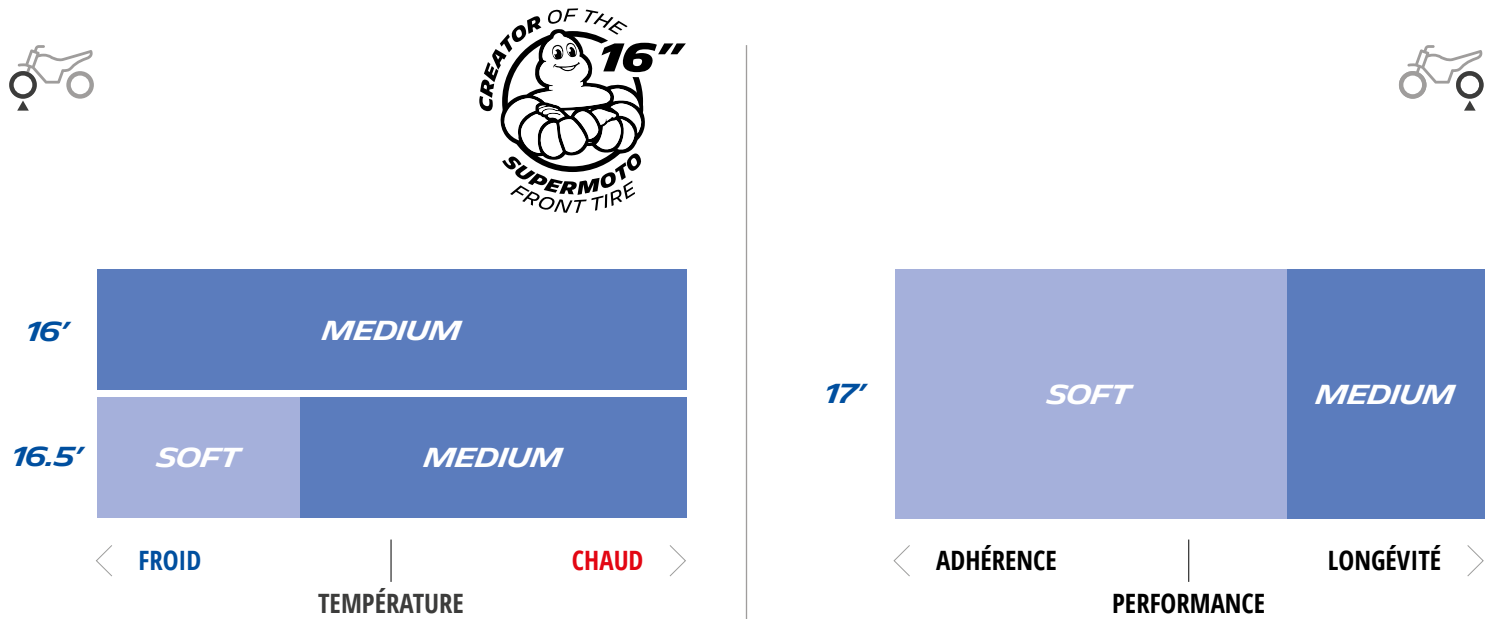 CREATOR OF THE
16”
SUPERMOTO
FRONT TIRE
16’
MEDIUM
16.5’
SOFT
MEDIUM
FROID
CHAUD
TEMPÉRATURE
17’
SOFT
MEDIUM
ADHÉRENCE
LONGÉVITÉ
PERFORMANCE